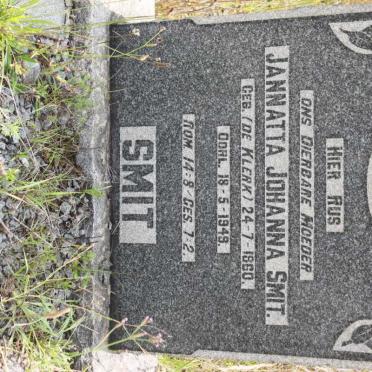 HIER RUS
ONS DIERBARE MOEDER
JANNATTA JOHANNA SMIT.
GEB. (DE KLERK) 24-7-1860.
OORL. 18-5-1949.
ROM. 14:8 GES. 7:2.
SMIT